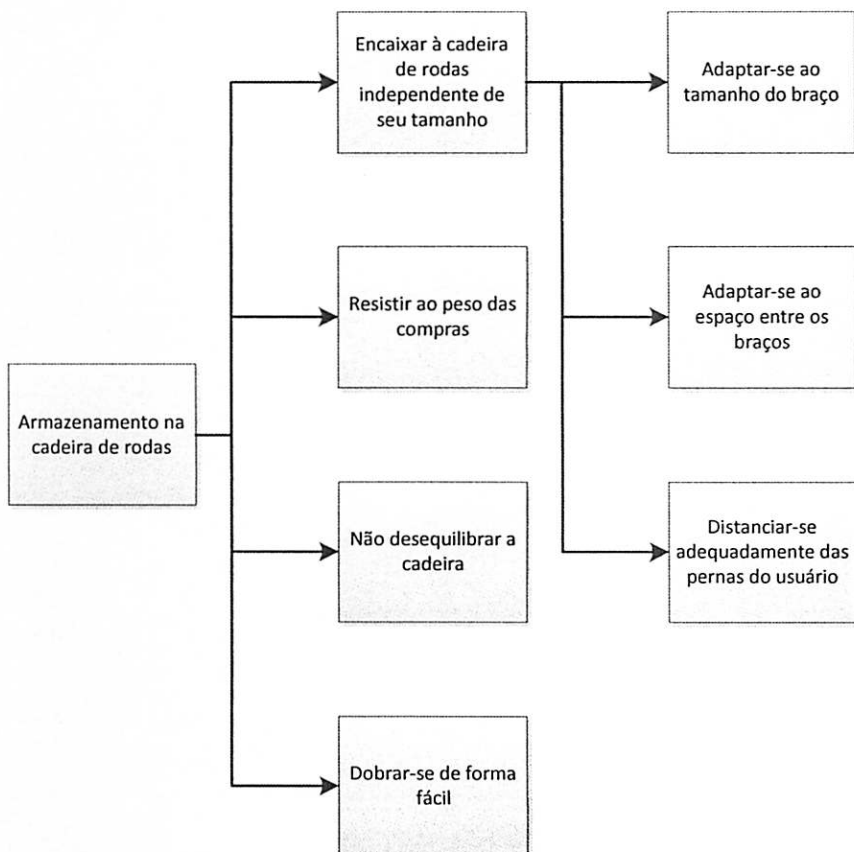 Encaixar à cadeira
de rodas
independente de
seu tamanho
Adaptar-se ao
tamanho do braço
Resistir ao peso das
compras
Adaptar-se ao
espaço entre os
braços
Armazenamento na
cadeira de rodas
Não desequilibrar a
cadeira
Distanciar-se
adequadamente das
pernas do usuário
Dobrar-se de forma
fácil